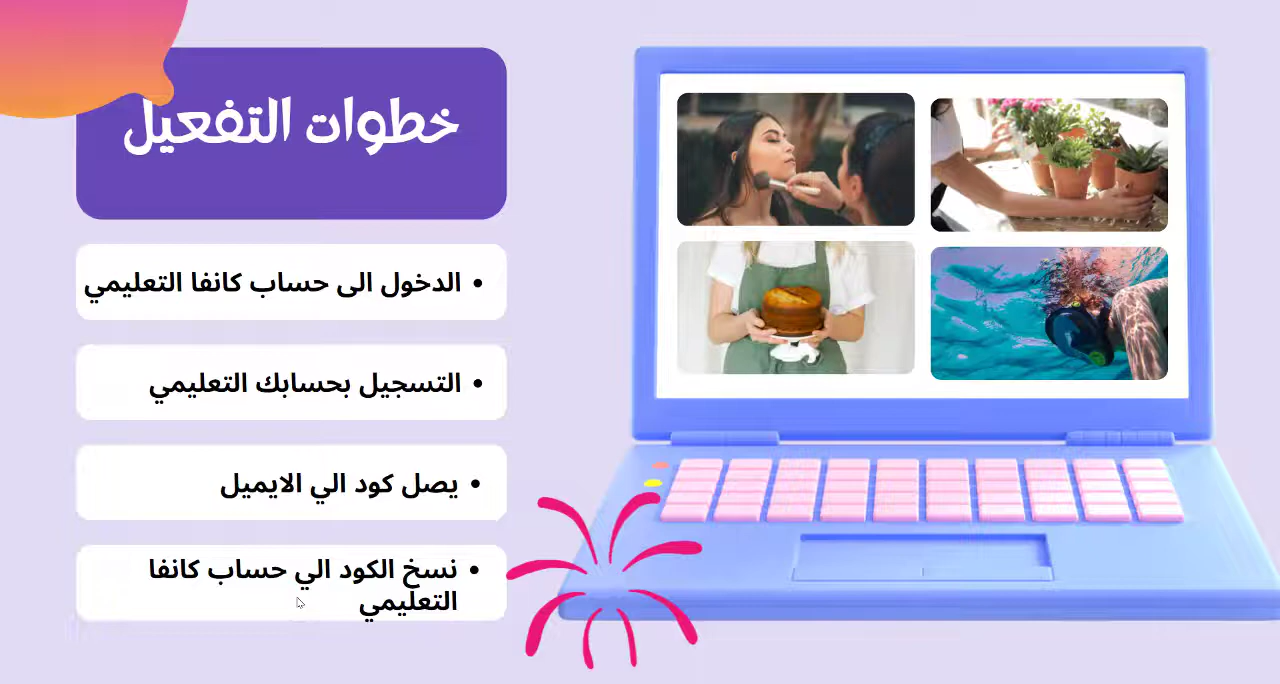 خطوات التفعيل
• الدخول الى حساب كانفا التعليمي
• التسجيل بحسابك التعليمي
• يصل كود الي الايميل
• نسخ الكود الي حساب كانفا
التعليمي